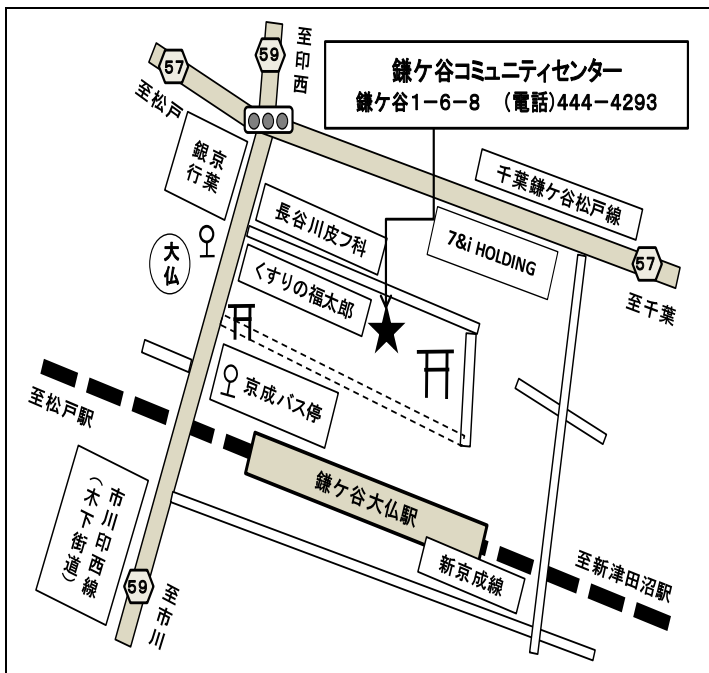 59
至印西
57
至松戸
鎌ケ谷コミュニティセンター
鎌ケ谷1-6-8 (電話)444-4293
千葉鎌ケ谷松戸線
京葉
銀行
長谷川皮フ科
7&i HOLDING
57
至千葉
大仏
くすりの福太郎
京成バス停
至松戸駅
鎌ケ谷大仏駅
新京成線
至新津田沼駅
市川印西線
(木下街道)
59
至市川